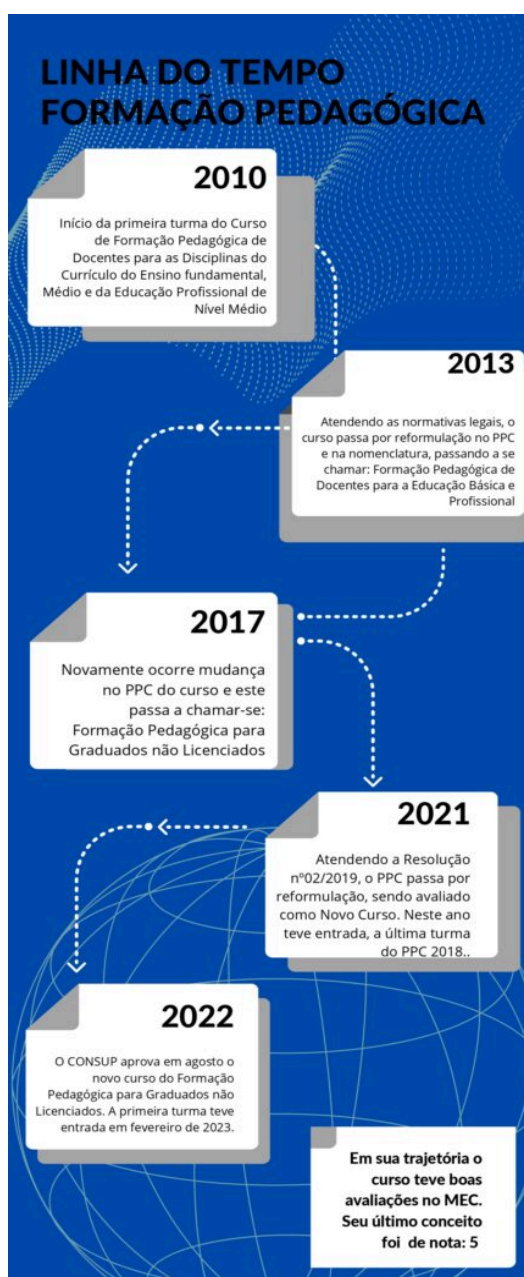 LINHA DO TEMPO
FORMAÇÃO PEDAGÓGICA
2010
Início da primeira turma do Curso
de Formação Pedagógica de
Docentes para as Disciplinas do
Currículo do Ensino fundamental,
Médio e da Educação Profissional de
Nível Médio
2013
Atendendo as normativas legais, o
curso passa por reformulação no PPC
e na nomenclatura, passando a se
chamar: Formação Pedagógica de
Docentes para a Educação Básica e
Profissional
2017
Novamente ocorre mudança
no PPC do curso e este
passa a chamar-se:
Formação Pedagógica para
Graduados não Licenciados
2021
Atendendo a Resolução
nº02/2019, o PPC passa por
reformulação, sendo avaliado
como Novo Curso. Neste ano
teve entrada, a última turma
do PPC 2018..
2022
O CONSUP aprova em agosto o
novo curso do Formação
Pedagógica para Graduados não
Licenciados. A primeira turma teve
entrada em fevereiro de 2023.
Em sua trajetória o
curso teve boas
avaliações no MEC.
Seu último conceito
foi de nota: 5